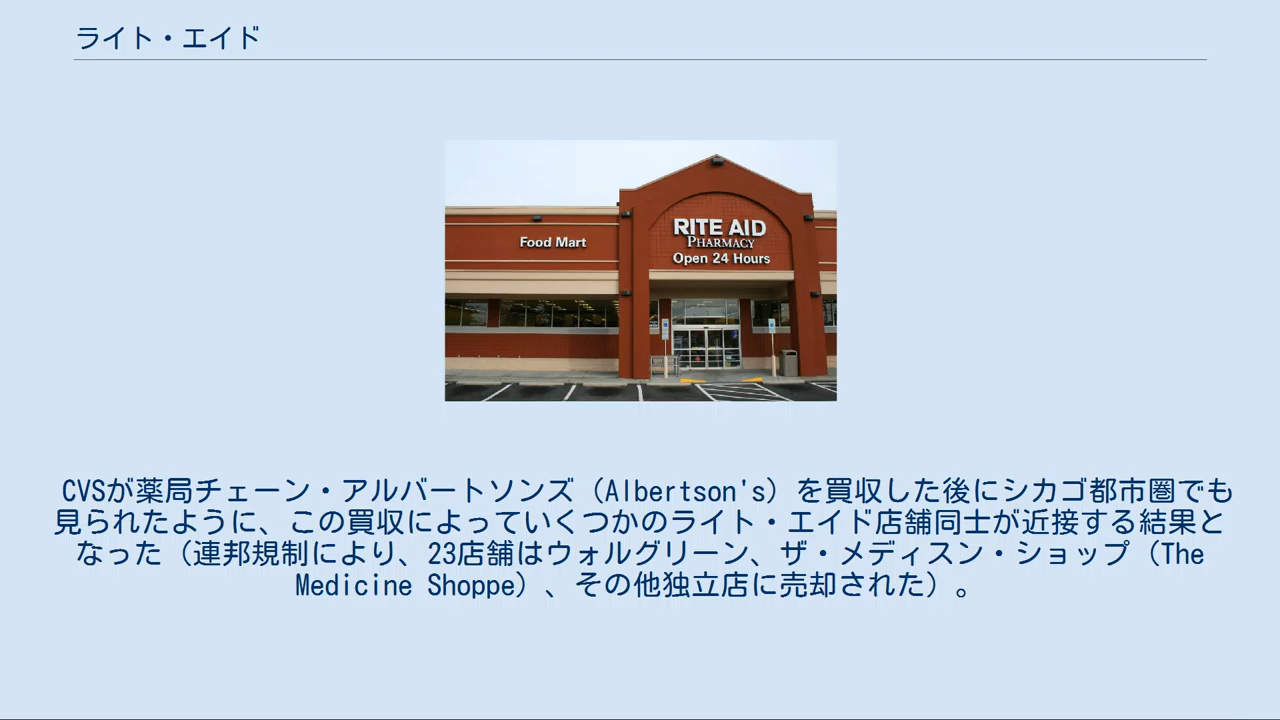 ライト・エイド
RITE AID
PHARMACY
Food Mart
Open 24 Hours
CVSが薬局チェーン・アルバートソンズ（Albertson's）を買収した後にシカゴ都市圏でも
見られたように、この買収によっていくつかのライト・エイド店舗同士が近接する結果と
なった（連邦規制により、23店舗はウォルグリーン、ザ・メディスン・ショップ（The
Medicine Shoppe）、その他独立店に売却された）。